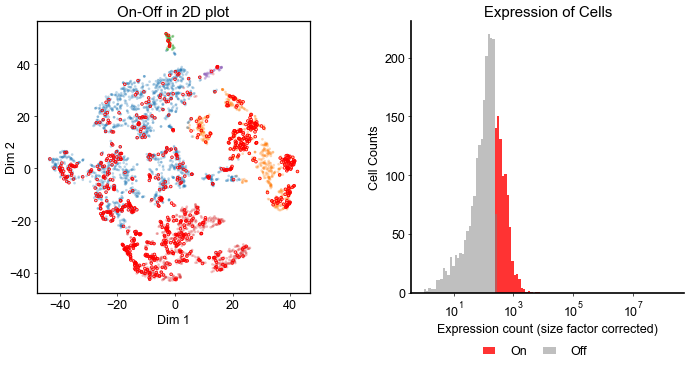 On-Off in 2D plot
40
20
0
−20
−40
−40 −20 0 20 40
Dim 2
Dim 1
Expression of Cells
200
150
100
50
0
10^1 10^3 10^5 10^7
Cell Counts
Expression count (size factor corrected)
On Off